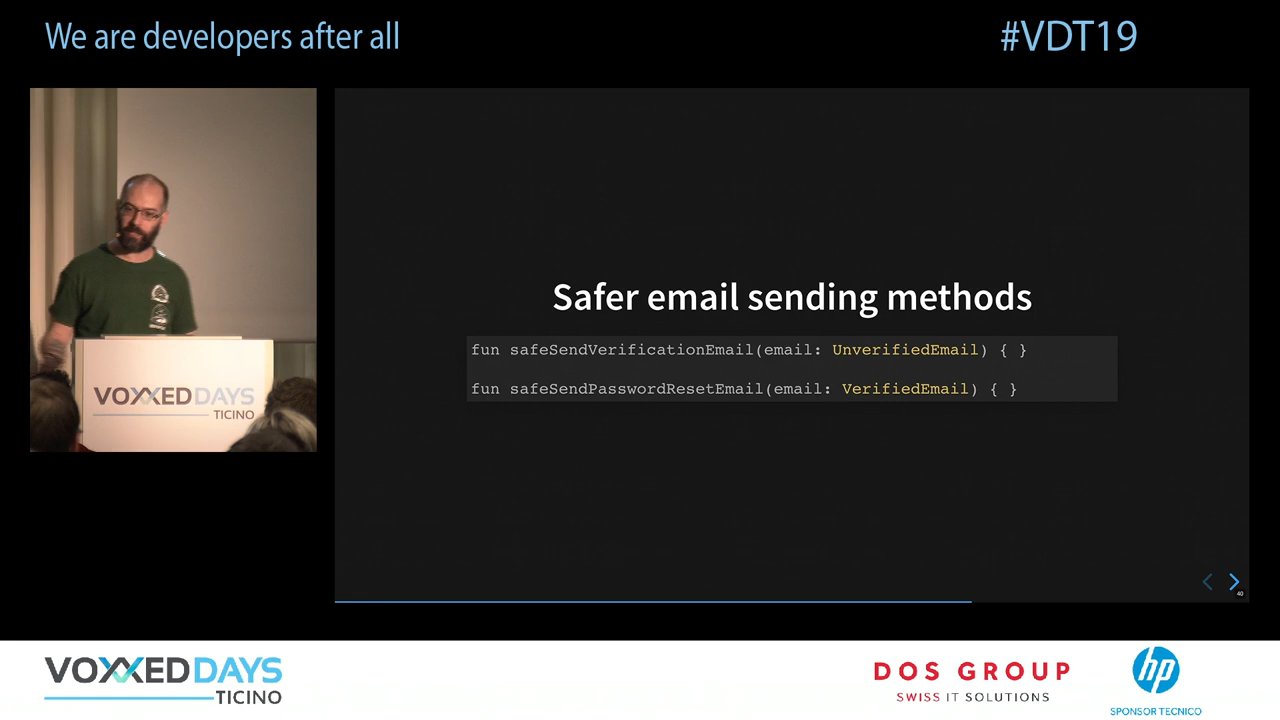 We are developers after all
#VDT19
Safer email sending methods
fun safeSendVerificationEmail(email: UnverifiedEmail) { }
fun safeSendPasswordResetEmail(email: VerifiedEmail) { }
40
VOXXED DAYS
TICINO
VOXXED DAYS
TICINO
DOS GROUP
SWISS IT SOLUTIONS
hp
SPONSOR TECNICO